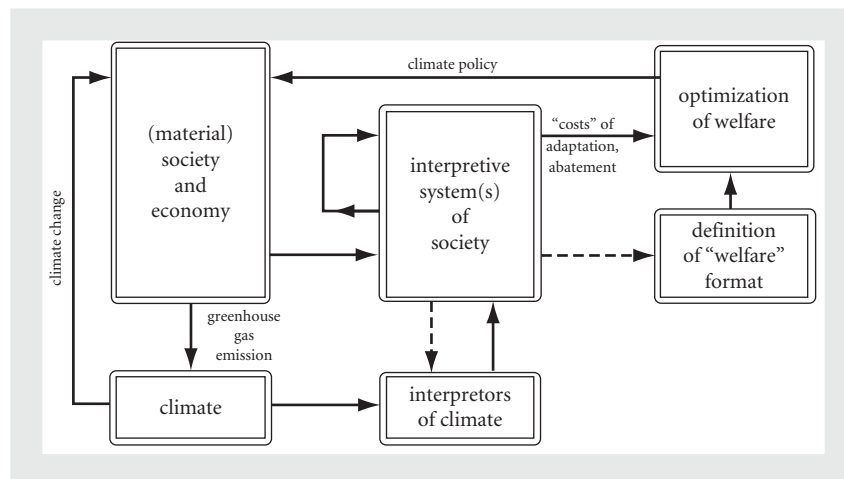 climate policy
(material)
society
and
economy
optimization
of welfare
"costs" of
adaptation,
abatement
interpretive
system(s)
of
society
climate change
definition
of "welfare"
format
greenhouse
gas
emission
climate
interpretors
of climate